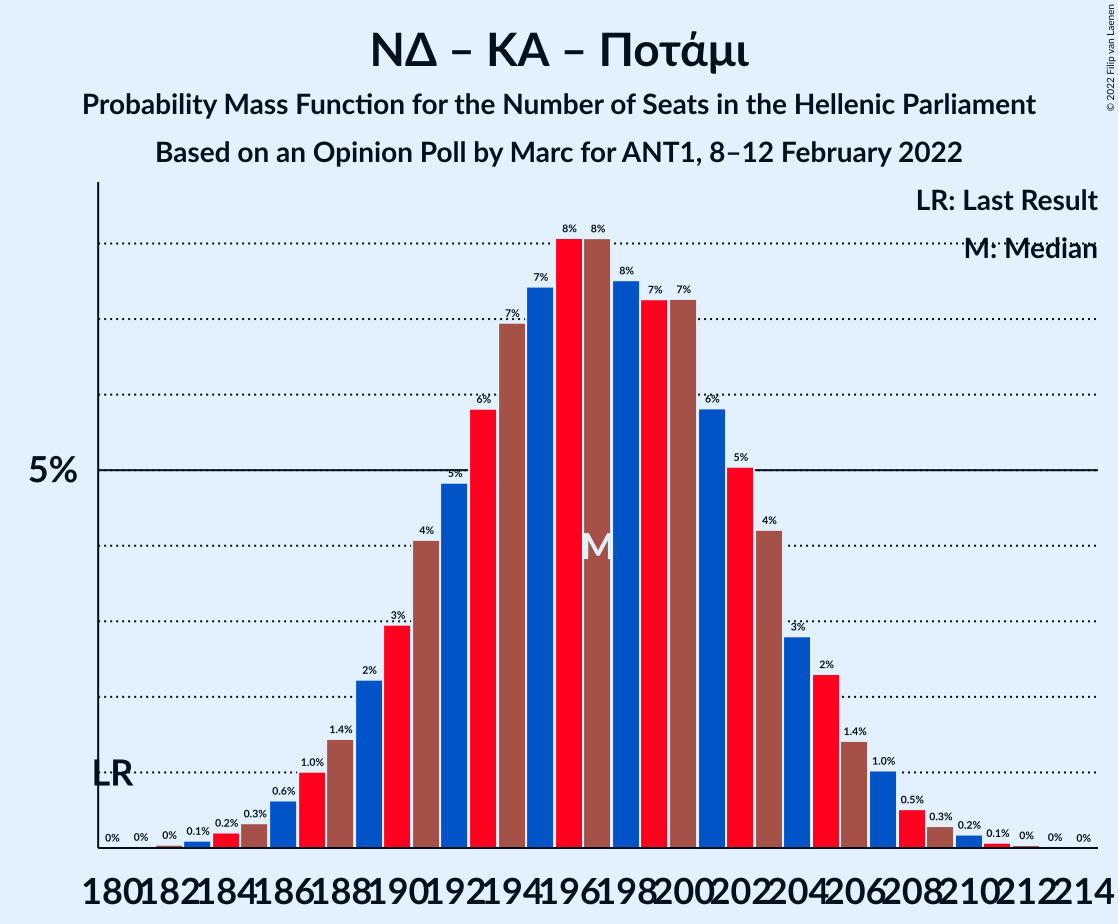 ΝΔ – ΚΑ – Ποτάμι
Probability Mass Function for the Number of Seats in the Hellenic Parliament
Based on an Opinion Poll by Marc for ANT1, 8–12 February 2022
© 2022 Filip van Laenen
LR: Last Result
M: Median
5%
LR
M
0% 0% 0% 0.1% 0.2% 0.3% 0.6% 1.0% 1.4% 2% 3% 4% 5% 6% 7% 7% 8% 8% 8% 7% 7% 6% 5% 4% 3% 2% 1.4% 1.0% 0.5% 0.3% 0.2% 0.1% 0% 0% 0%
180 182 184 186 188 190 192 194 196 198 200 202 204 206 208 210 212 214